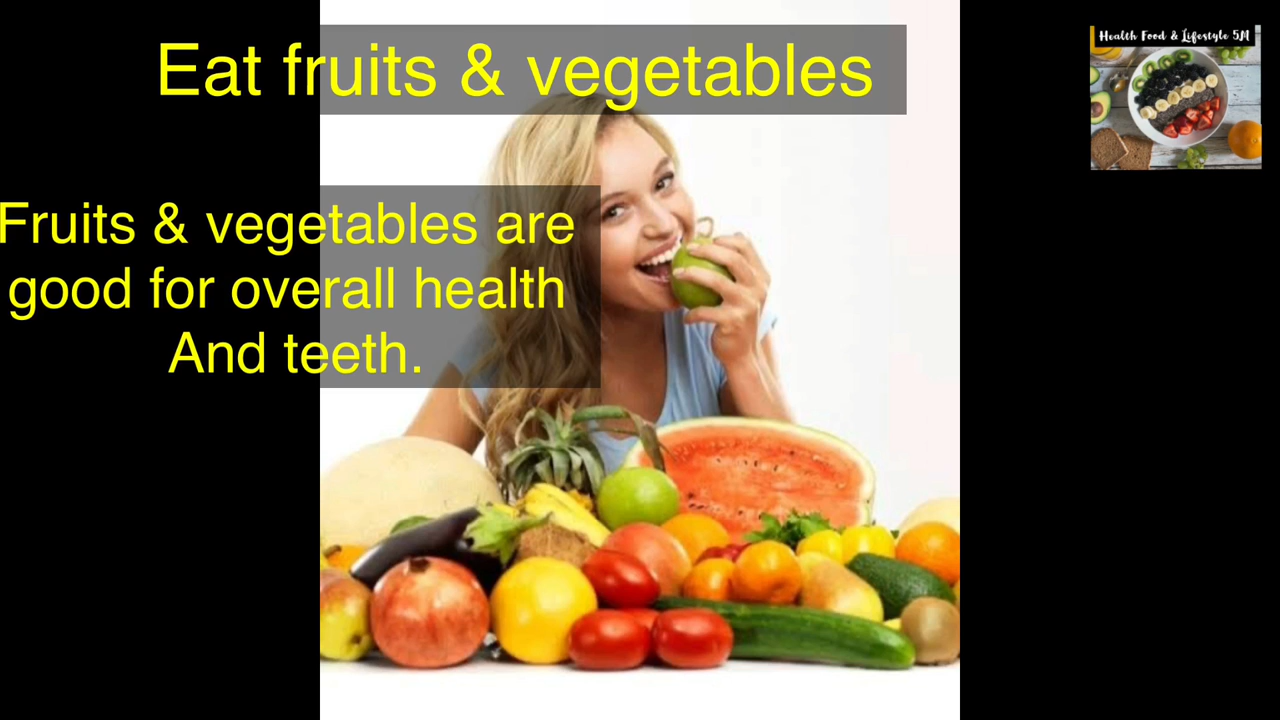 Eat fruits & vegetables
Health Food & Lifestyle 5M
Fruits & vegetables are
good for overall health
And teeth.